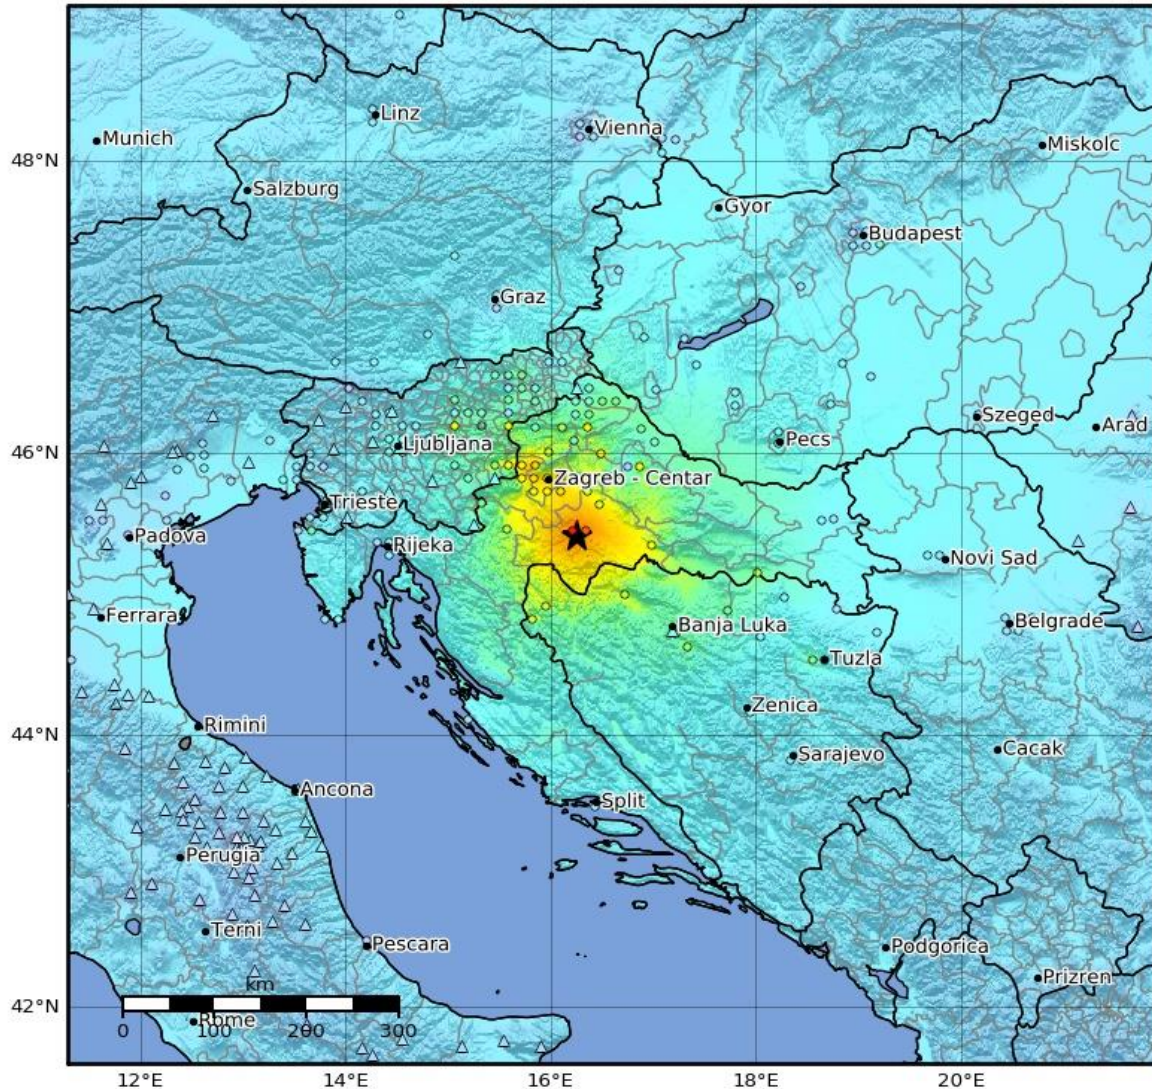 Linz
Vienna
Munich
48°N
Miskolc
Salzburg
Gyor
Budapest
Graz
Szeged
Arad
Pecs
46°N
Ljubljana
Zagreb - Centar
Trieste
Padova
Rijeka
Novi Sad
Ferrara
Banja Luka
Belgrade
Tuzla
Zenica
44°N
Rimini
Sarajevo
Cacak
Ancona
Split
Perugia
Terni
Pescara
Podgorica
Prizren
km
42°N
0 100 200 300
Rome
12°E 14°E 16°E 18°E 20°E